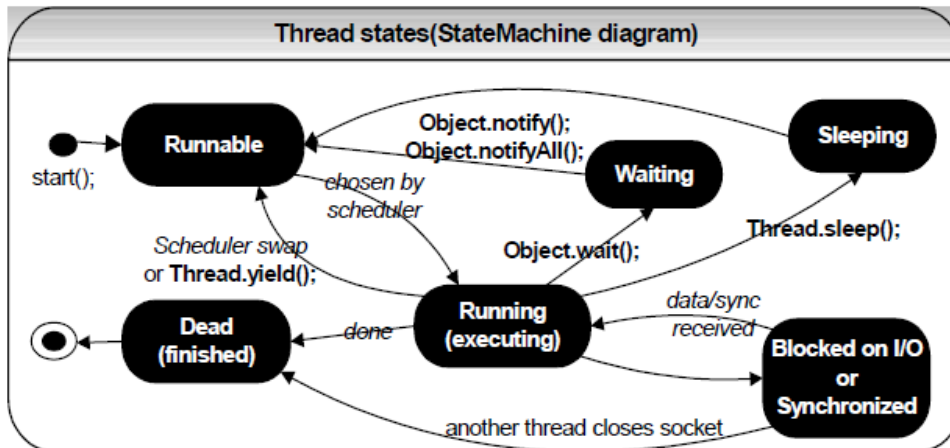 Thread states(StateMachine diagram)
Object.notify();
Object.notifyAll();
Sleeping
Runnable
Waiting
start();
chosen by
scheduler
Thread.sleep();
Scheduler swap
or Thread.yield();
Object.wait();
Running
(executing)
data/sync
received
Dead
(finished)
done
Blocked on I/O
or
Synchronized
another thread closes socket